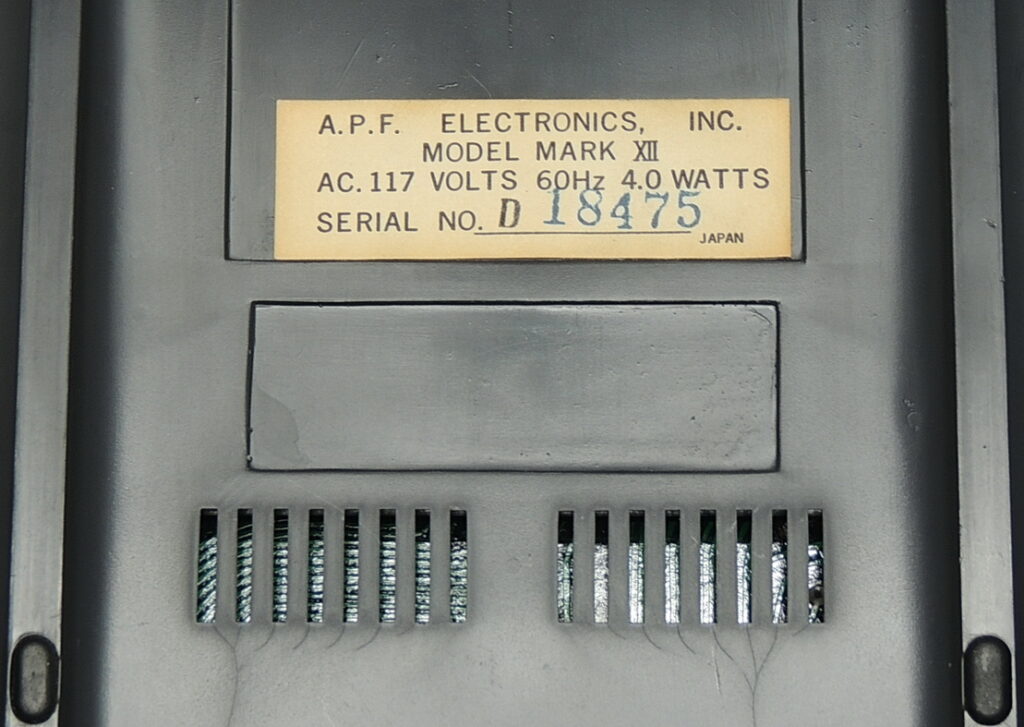 A.P.F. ELECTRONICS, INC.
MODEL MARK XII
AC. 117 VOLTS 60Hz 4.0 WATTS
SERIAL NO. D 18475
JAPAN